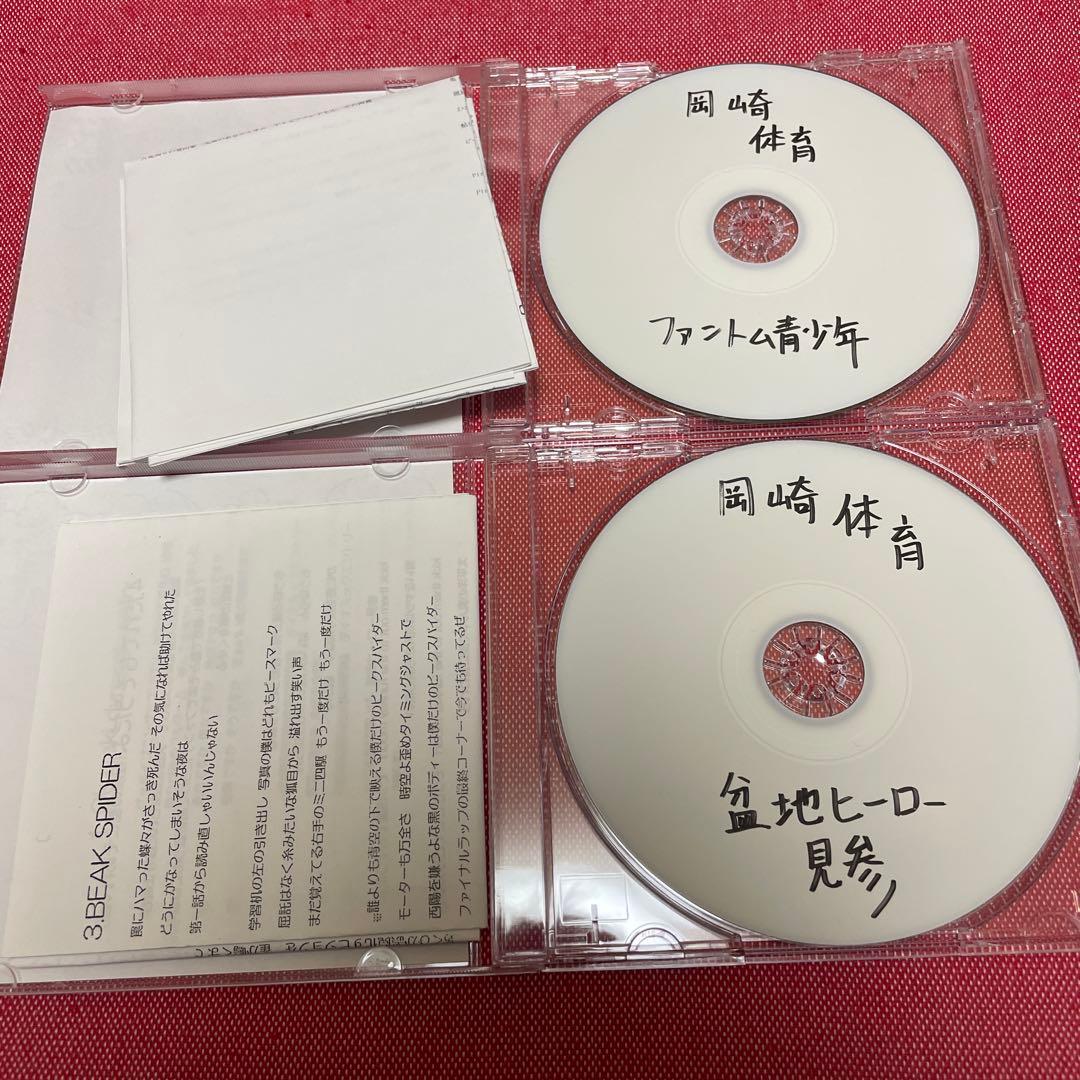 岡崎
体育
ファントム青少年
岡崎体育
盆地ヒーロー
見参!
3.BEAK SPIDER
罠にハマった蝶々がさっき死んだ その気になれば助けてやれた
どうにかなってしまいそうな夜は
第一話から読み直しゃいいんじゃない
学習机の左の引き出し 写真の僕はどれもピースマーク
屈託はなく糸みたいな狐目から 溢れ出す笑い声
まだ覚えてる右手のミニ四駆 もう一度だけ もう一度だけ
※誰よりも青空の下で映える僕だけのビークスパイダー
モーターも万全さ 時空よ歪めタイミングジャストで
西陽を嫌うよな黒のボディーは僕だけのビークスパイダー
ファイナルラップの最終コーナーで今でも待ってるぜ